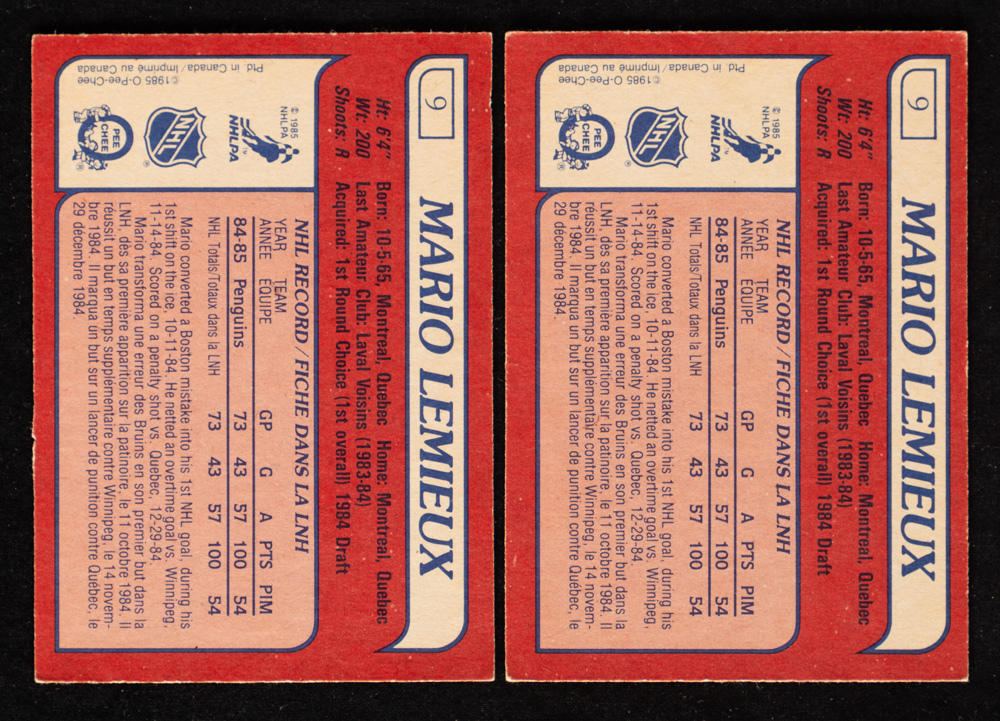 9
MARIO LEMIEUX
Ht: 6'4" Born: 10-5-65, Montreal, Quebec Home: Montreal, Quebec
Wt: 200 Last Amateur Club: Laval Voisins (1983-84)
Shoots: R Acquired: 1st Round Choice (1st overall) 1984 Draft
© 1985
NHLPA
NHLPA
TM
NHL
®
O
PEE
CHEE
®
©1985 O-Pee-Chee
Ptd. in Canada/Imprimé au Canada
NHL RECORD/FICHE DANS LA LNH
YEAR TEAM
ANNÉE ÉQUIPE GP G A PTS PIM
84-85 Penguins 73 43 57 100 54
NHL Totals/Totaux dans la LNH 73 43 57 100 54
Mario converted a Boston mistake into his 1st NHL goal, during his
1st shift on the ice, 10-11-84. He netted an overtime goal vs. Winnipeg,
11-14-84. Scored on a penalty shot vs. Quebec, 12-29-84.
Mario transforma une erreur des Bruins en son premier but dans la
LNH, dès sa première apparition sur la patinoire, le 11 octobre 1984. Il
réussit un but en temps supplémentaire contre Winnipeg, le 14 novem-
bre 1984. Il marqua un but sur un lancer de punition contre Québec, le
29 décembre 1984.
9
MARIO LEMIEUX
Ht: 6'4" Born: 10-5-65, Montreal, Quebec Home: Montreal, Quebec
Wt: 200 Last Amateur Club: Laval Voisins (1983-84)
Shoots: R Acquired: 1st Round Choice (1st overall) 1984 Draft
© 1985
NHLPA
NHLPA
TM
NHL
®
O
PEE
CHEE
®
©1985 O-Pee-Chee
Ptd. in Canada/Imprimé au Canada
NHL RECORD/FICHE DANS LA LNH
YEAR TEAM
ANNÉE ÉQUIPE GP G A PTS PIM
84-85 Penguins 73 43 57 100 54
NHL Totals/Totaux dans la LNH 73 43 57 100 54
Mario converted a Boston mistake into his 1st NHL goal, during his
1st shift on the ice, 10-11-84. He netted an overtime goal vs. Winnipeg,
11-14-84. Scored on a penalty shot vs. Quebec, 12-29-84.
Mario transforma une erreur des Bruins en son premier but dans la
LNH, dès sa première apparition sur la patinoire, le 11 octobre 1984. Il
réussit un but en temps supplémentaire contre Winnipeg, le 14 novem-
bre 1984. Il marqua un but sur un lancer de punition contre Québec, le
29 décembre 1984.